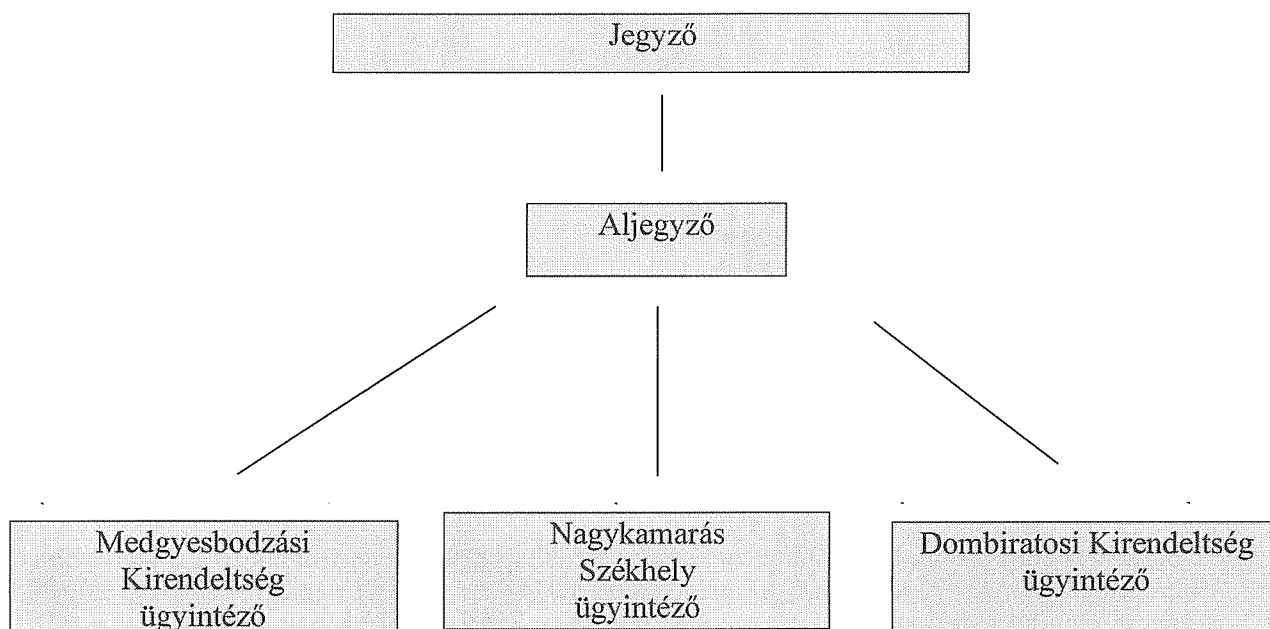 Jegyző
Aljegyző
Medgyesbodzási
Kirendeltség
ügyintéző
Nagykamarás
Székhely
ügyintéző
Dombiratosi Kirendeltség
ügyintéző